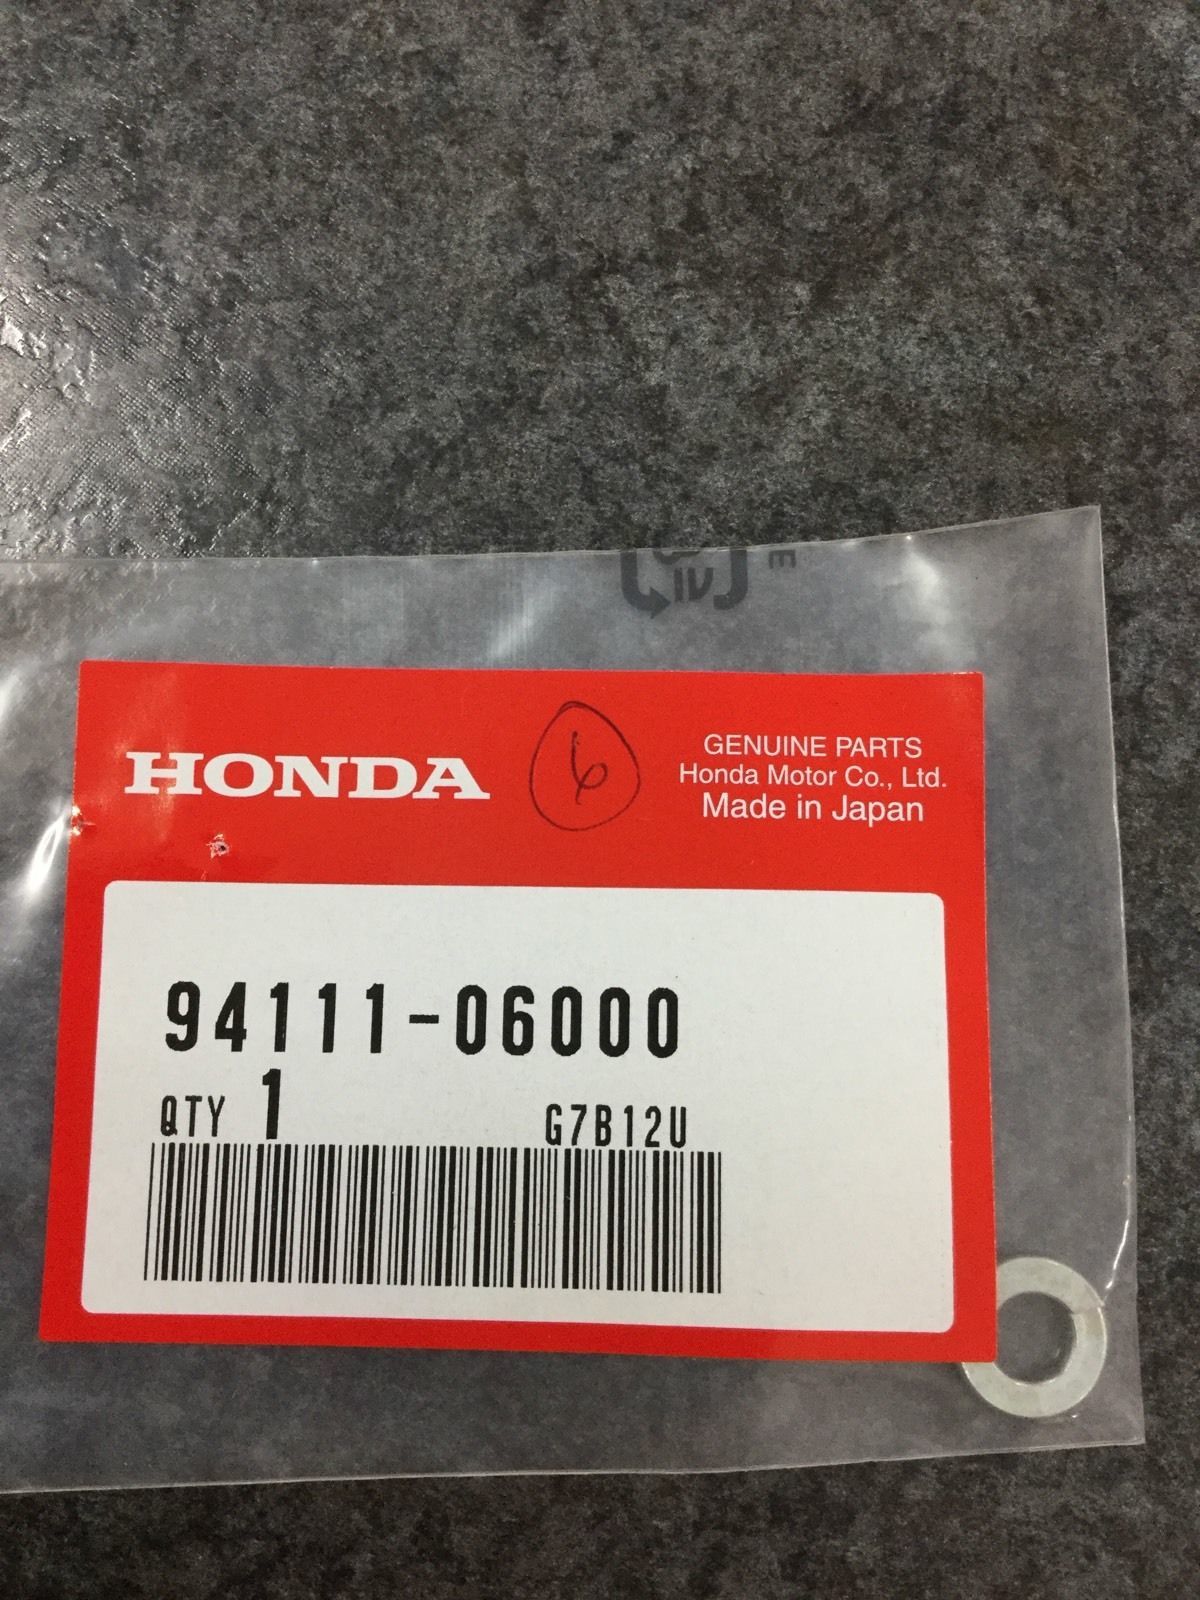 E
HONDA
6
GENUINE PARTS
Honda Motor Co., Ltd.
Made in Japan
94111-06000
QTY 1 G7B12U